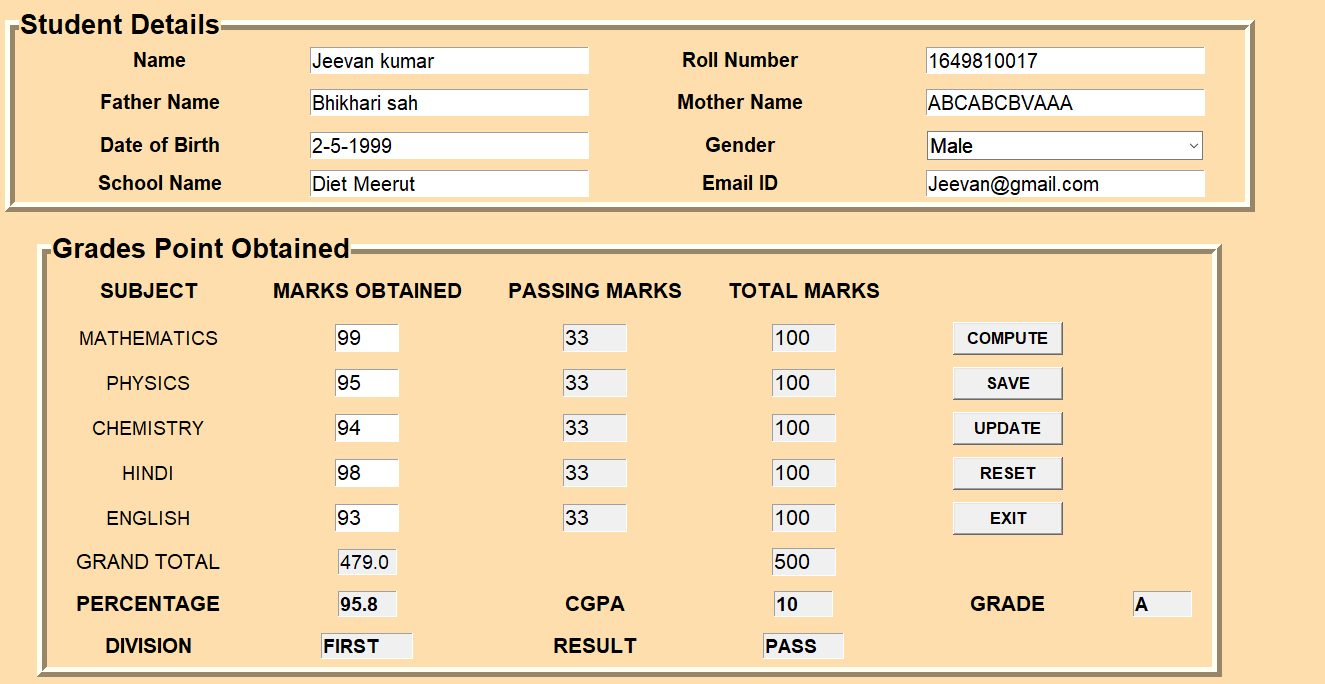 Student Details
Name Jeevan kumar Roll Number 1649810017
Father Name Bhikhari sah Mother Name ABCABCBVAAA
Date of Birth 2-5-1999 Gender Male
School Name Diet Meerut Email ID Jeevan@gmail.com
Grades Point Obtained
SUBJECT MARKS OBTAINED PASSING MARKS TOTAL MARKS
MATHEMATICS 99 33 100 COMPUTE
PHYSICS 95 33 100 SAVE
CHEMISTRY 94 33 100 UPDATE
HINDI 98 33 100 RESET
ENGLISH 93 33 100 EXIT
GRAND TOTAL 479.0 500
PERCENTAGE 95.8 CGPA 10 GRADE A
DIVISION FIRST RESULT PASS